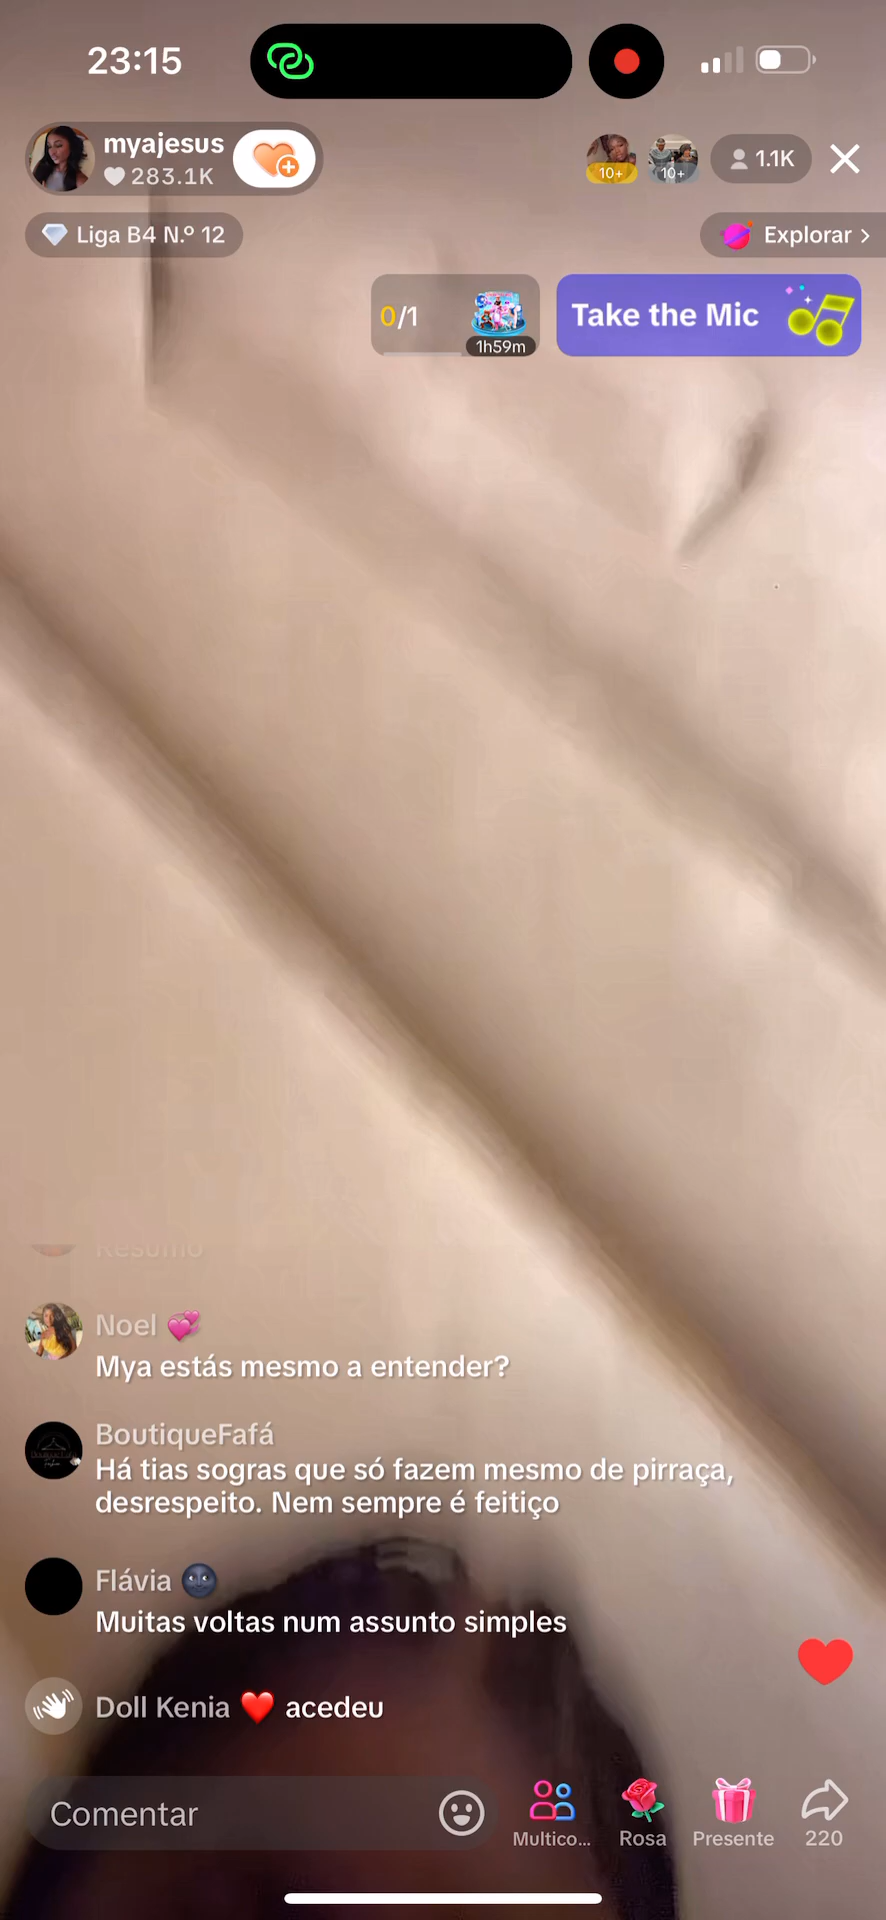 23:15
myajesus
283.1K
10+
10+
1.1K
Liga B4 N.º 12
Explorar
0/1
1h59m
Take the Mic
Resumo
Noel 💞
Mya estás mesmo a entender?
BoutiqueFafá
Há tias sogras que só fazem mesmo de pirraça,
desrespeito. Nem sempre é feitiço
Flávia 🌚
Muitas voltas num assunto simples
Doll Kenia ❤️ acedeu
Comentar
Multico...
Rosa
Presente
220